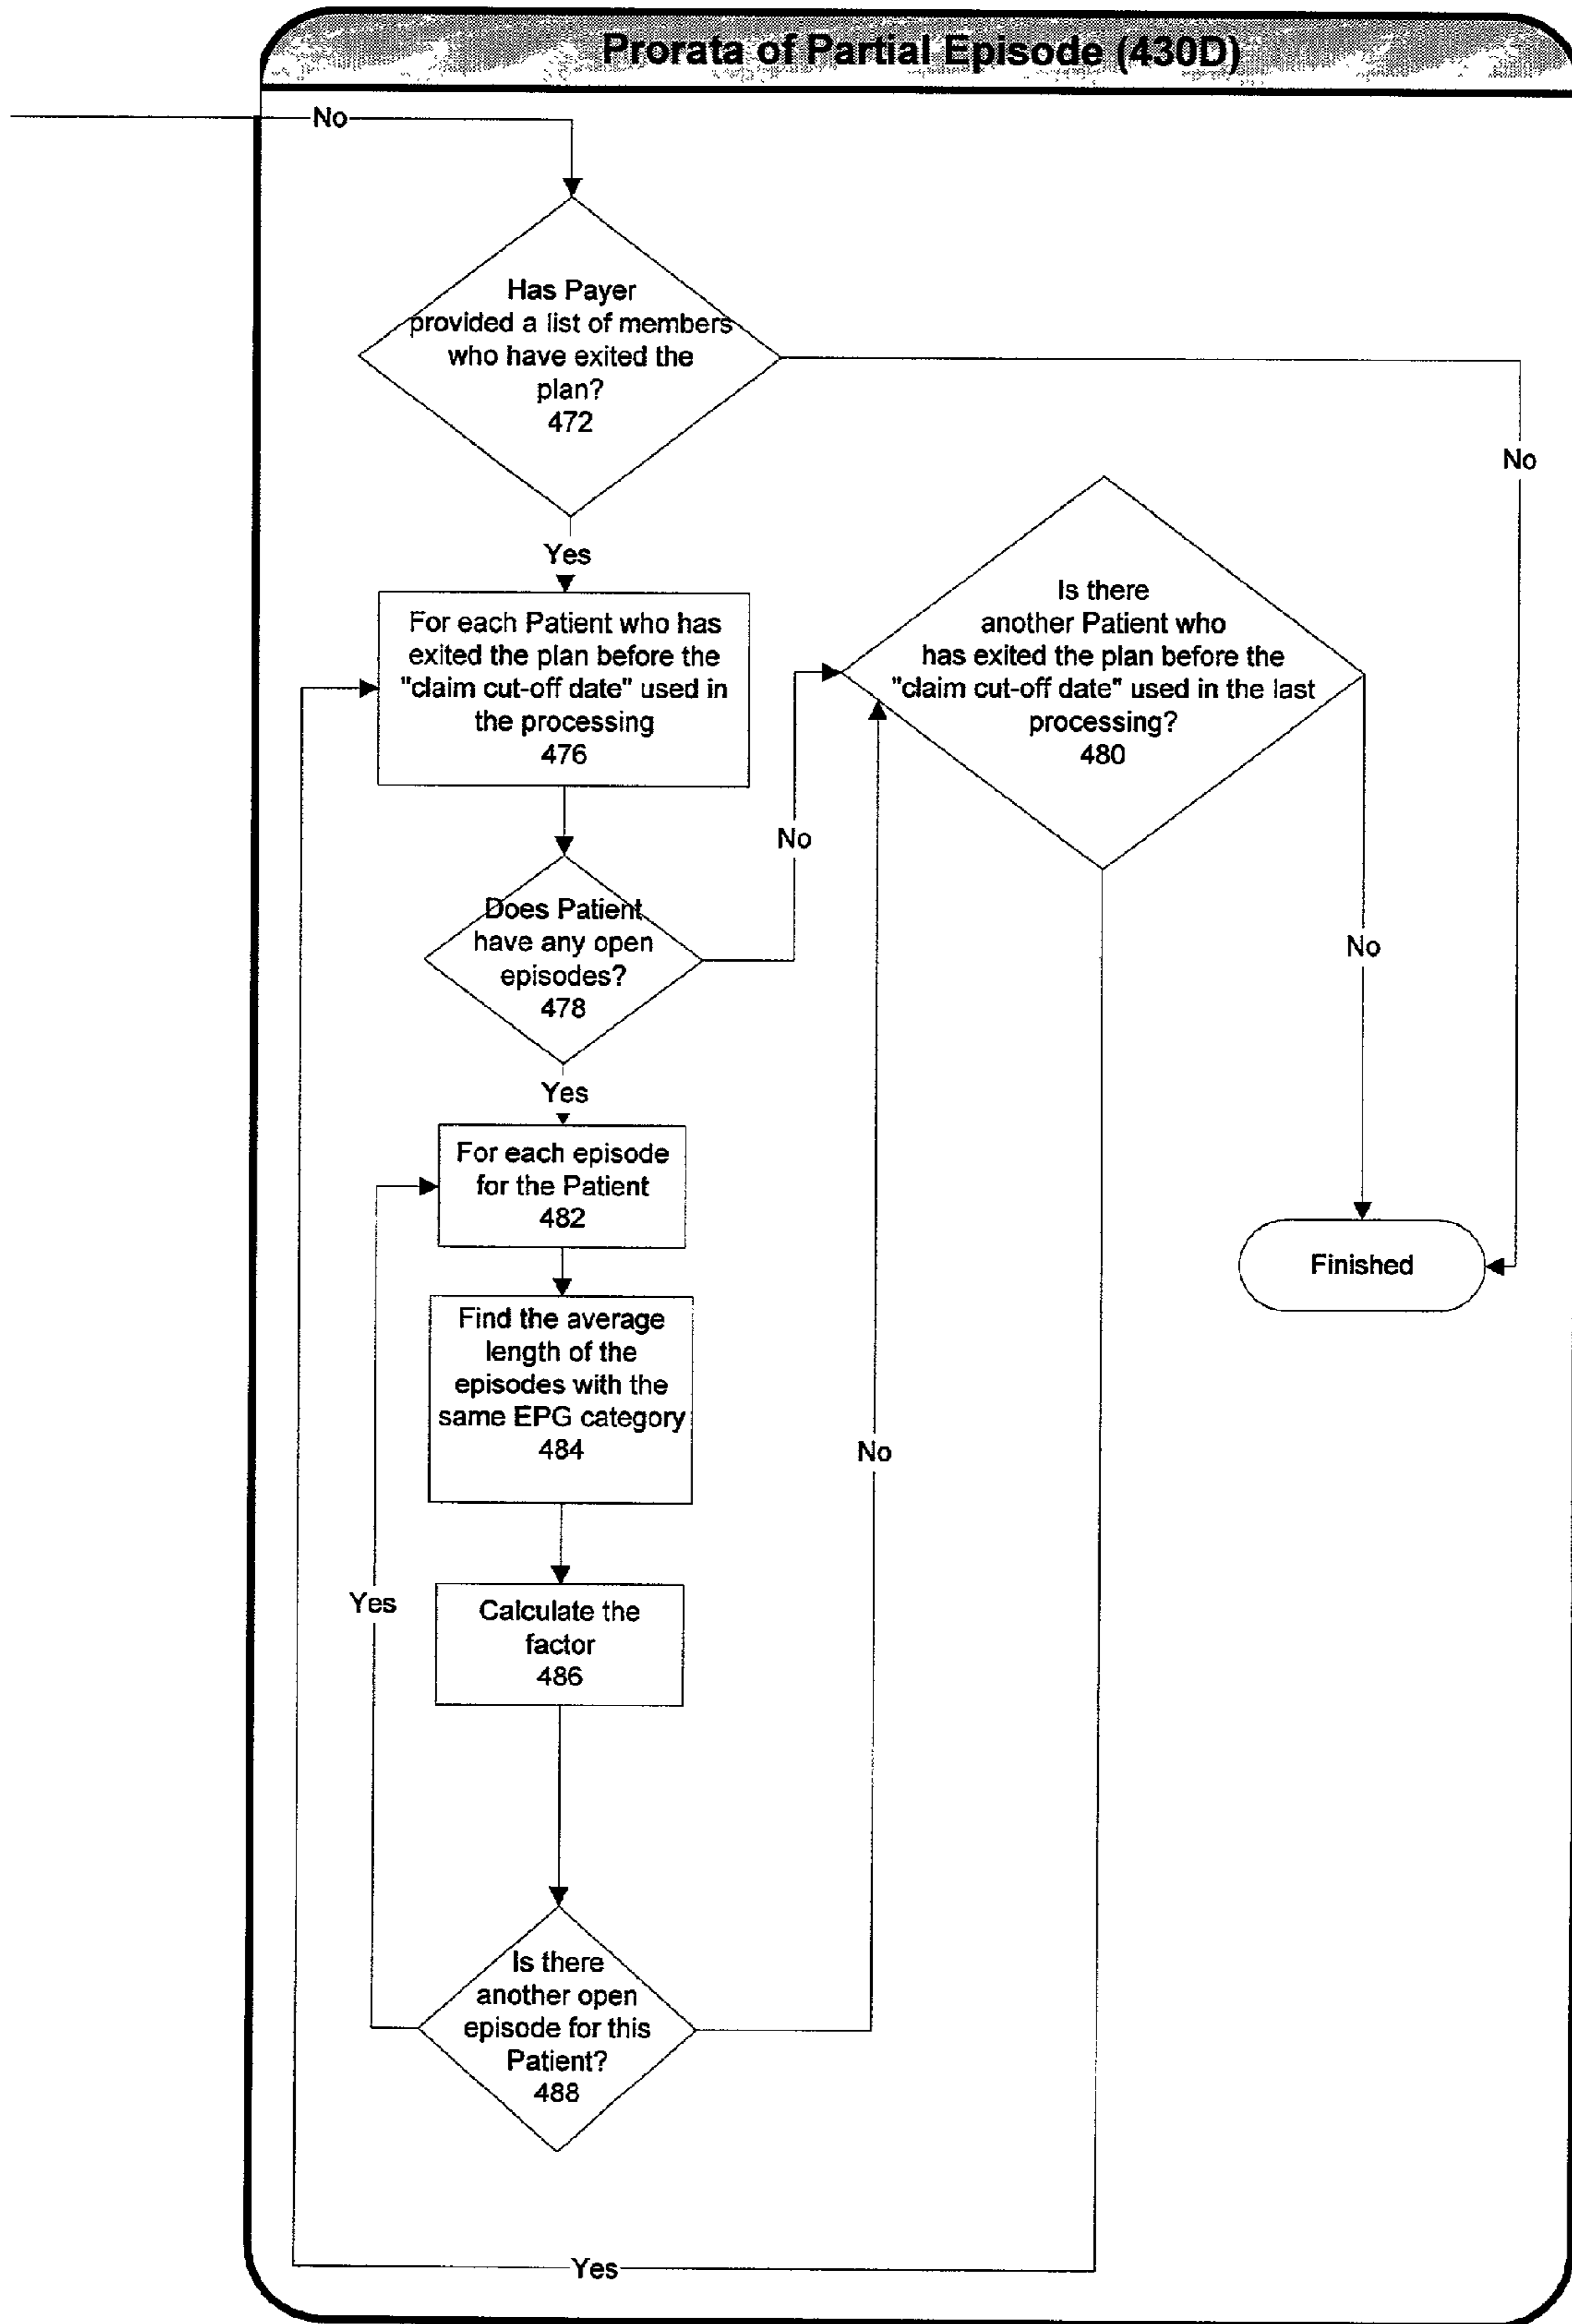 Prorata of Partial Episode (430D)
No
Has Payer
provided a list of members
who have exited the
plan?
472
No
Yes
For each Patient who has
exited the plan before the
"claim cut-off date" used in
the processing
476
Is there
another Patient who
has exited the plan before the
"claim cut-off date" used in the last
processing?
480
No
Does Patient
have any open
episodes?
478
No
Yes
For each episode
for the Patient
482
Finished
Find the average
length of the
episodes with the
same EPG category
484
No
Yes
Calculate the
factor
486
Is there
another open
episode for this
Patient?
488
Yes